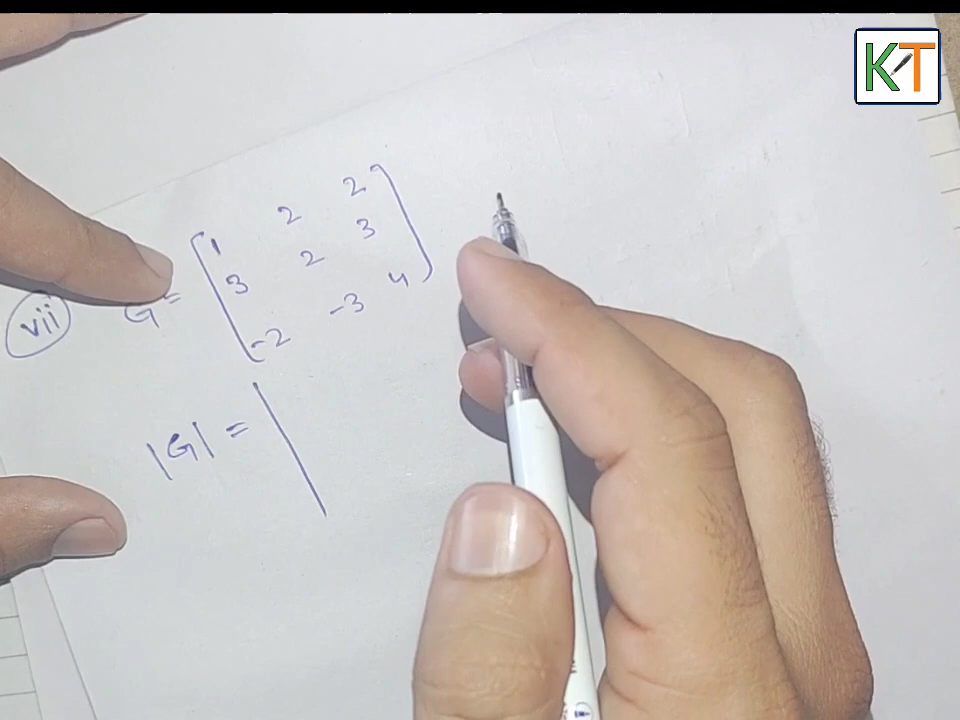 KT
(vii) G = [ 1 2 2
3 2 3
-2 -3 4 ]
|G| = |